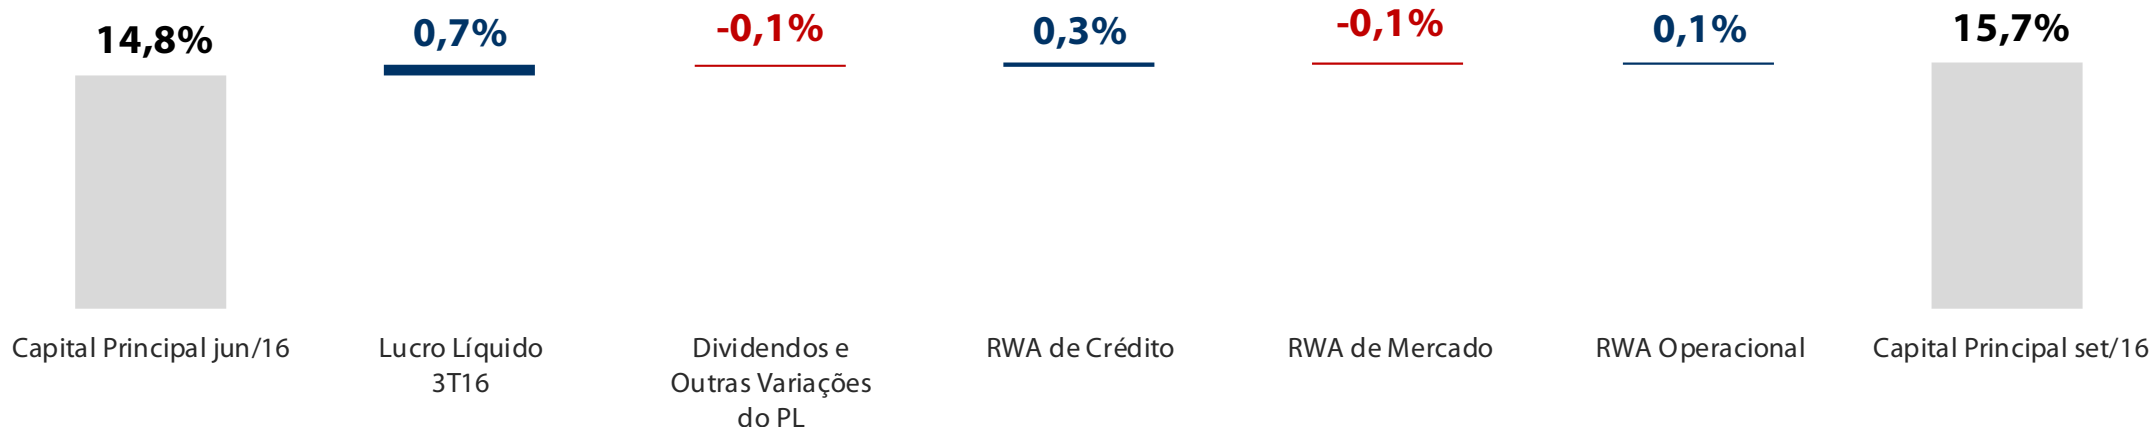 14,8%
0,7%
-0,1%
0,3%
-0,1%
0,1%
15,7%
Capital Principal jun/16
Lucro Líquido
3T16
Dividendos e
Outras Variações
do PL
RWA de Crédito
RWA de Mercado
RWA Operacional
Capital Principal set/16